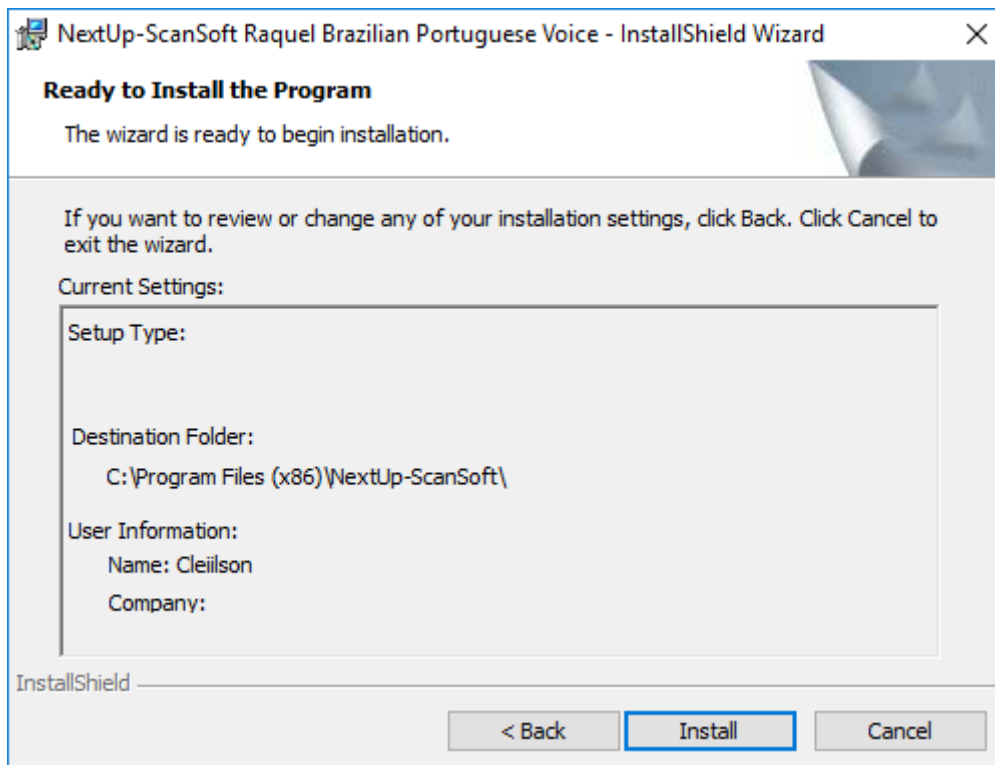 NextUp-ScanSoft Raquel Brazilian Portuguese Voice - InstallShield Wizard
Ready to Install the Program
The wizard is ready to begin installation.
If you want to review or change any of your installation settings, click Back. Click Cancel to
exit the wizard.
Current Settings:
Setup Type:
Destination Folder:
C:\Program Files (x86)\NextUp-ScanSoft\
User Information:
Name: Cleiilson
Company:
InstallShield
< Back
Install
Cancel